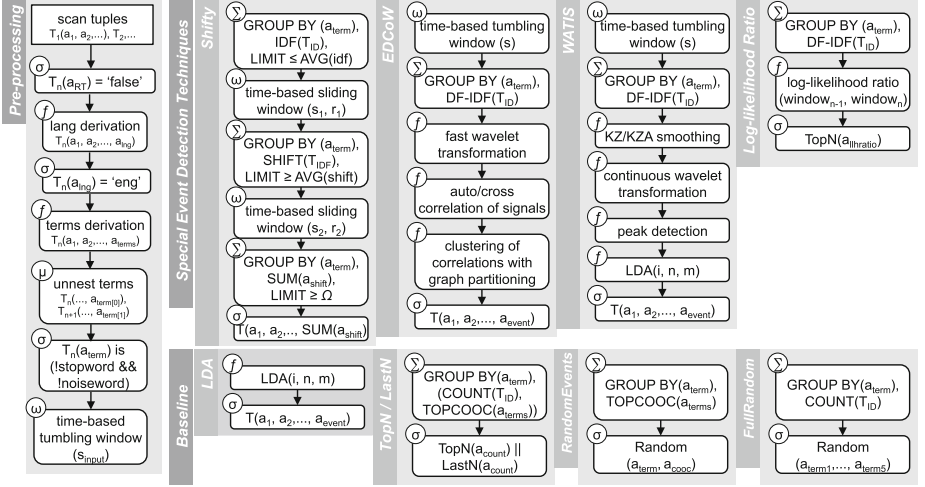 Pre-processing
scan tuples
T1(a1, a2,...), T2,...
σ
Tn(aRT) = 'false'
ƒ
lang derivation
Tn(a1, a2,..., alng)
σ
Tn(alng) = 'eng'
ƒ
terms derivation
Tn(a1, a2,..., aterms)
μ
unnest terms
Tn(..., aterm[0]),
Tn+1(..., aterm[1])
σ
Tn(aterm) is
(!stopword &&
!noiseword)
ω
time-based
tumbling window
(sinput)
Special Event Detection Techniques
Shifty
Σ
GROUP BY (aterm),
IDF(TID),
LIMIT ≤ AVG(idf)
ω
time-based sliding
window (s1, r1)
Σ
GROUP BY (aterm),
SHIFT(TIDF),
LIMIT ≥ AVG(shift)
ω
time-based sliding
window (s2, r2)
Σ
GROUP BY (aterm),
SUM(ashift),
LIMIT ≥ Ω
σ
T(a1, a2,.., SUM(ashift)
EDCoW
ω
time-based tumbling
window (s)
Σ
GROUP BY (aterm),
DF-IDF(TID)
ƒ
fast wavelet
transformation
ƒ
auto/cross
correlation of signals
ƒ
clustering of
correlations with
graph partitioning
σ
T(a1, a2,..., aevent)
WATIS
ω
time-based tumbling
window (s)
Σ
GROUP BY (aterm),
DF-IDF(TID)
ƒ
KZ/KZA smoothing
ƒ
continuous wavelet
transformation
ƒ
peak detection
ƒ
LDA(i, n, m)
σ
T(a1, a2,..., aevent)
Log-likelihood Ratio
Σ
GROUP BY (aterm),
DF-IDF(TID)
ƒ
log-likelihood ratio
(windown-1, windown)
σ
TopN(allhratio)
Baseline
LDA
ƒ
LDA(i, n, m)
σ
T(a1, a2,..., aevent)
TopN / LastN
Σ
GROUP BY(aterm),
(COUNT(TID),
TOPCOOC(aterms))
σ
TopN(acount) ||
LastN(acount)
RandomEvents
Σ
GROUP BY(aterm),
TOPCOOC(aterms)
σ
Random
(aterm, acooc)
FullRandom
Σ
GROUP BY(aterm),
COUNT(TID)
σ
Random
(aterm1,..., aterm5)